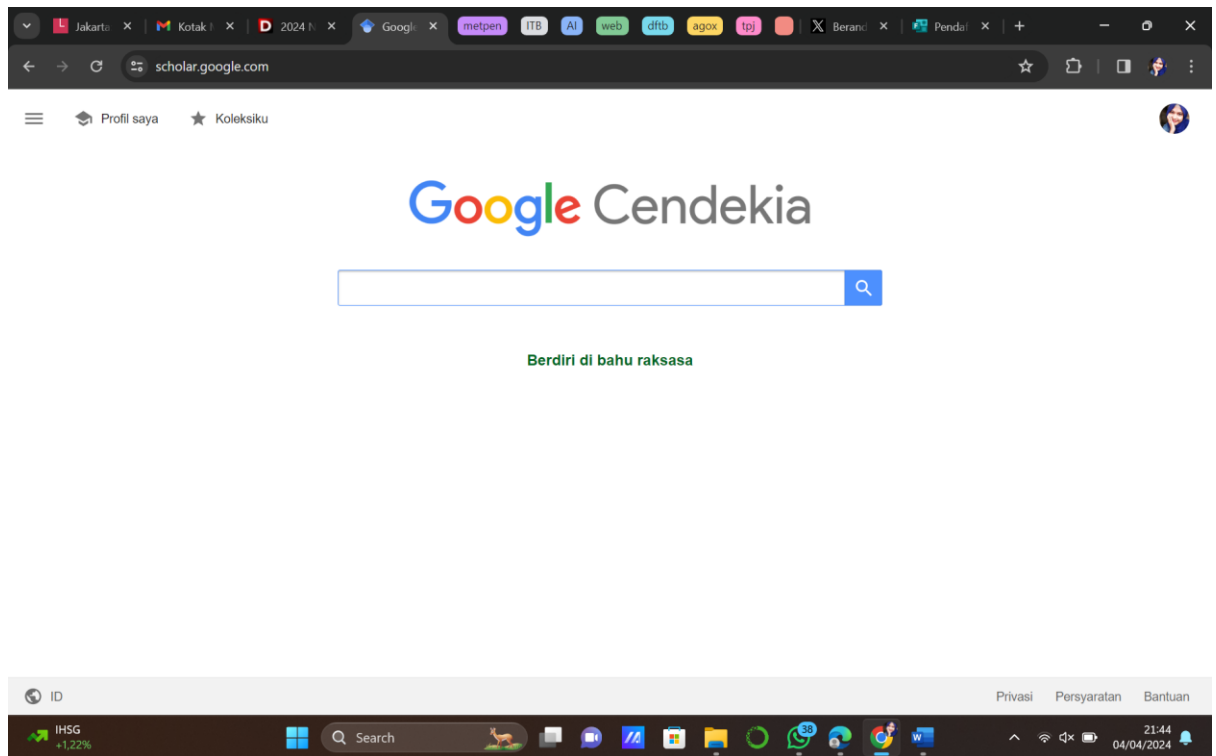 Jakarta
Kotak
2024 N
Google
metpen
ITB
AI
web
dftb
agox
tpj
Berand
Pendaf
scholar.google.com
Profil saya
Koleksiku
Google Cendekia
Berdiri di bahu raksasa
ID
Privasi Persyaratan Bantuan
IHSG
+1,22%
Search
38
21:44
04/04/2024